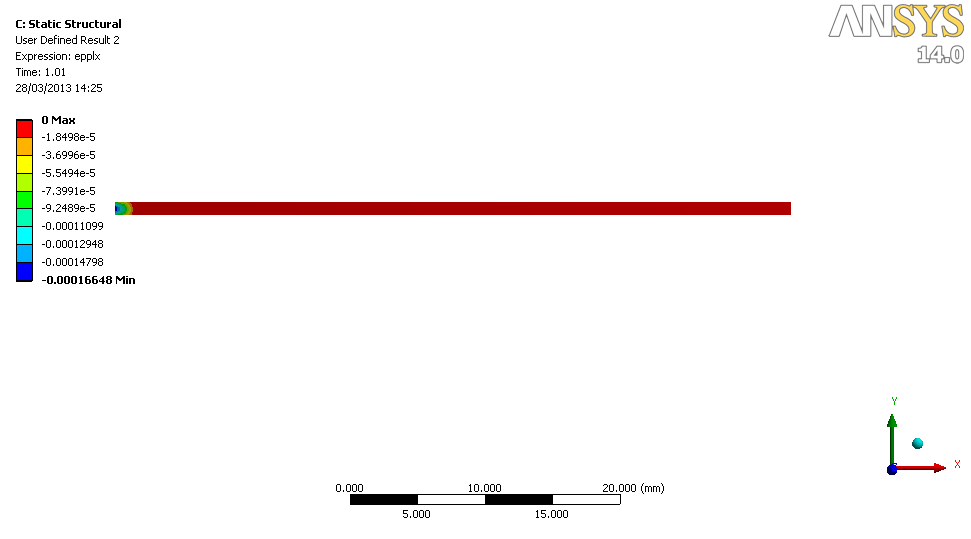 C: Static Structural
User Defined Result 2
Expression: epplx
Time: 1.01
28/03/2013 14:25
ANSYS
14.0
0 Max
-1.8498e-5
-3.6996e-5
-5.5494e-5
-7.3991e-5
-9.2489e-5
-0.00011099
-0.00012948
-0.00014798
-0.00016648 Min
Y
X
0.000 10.000 20.000 (mm)
5.000 15.000